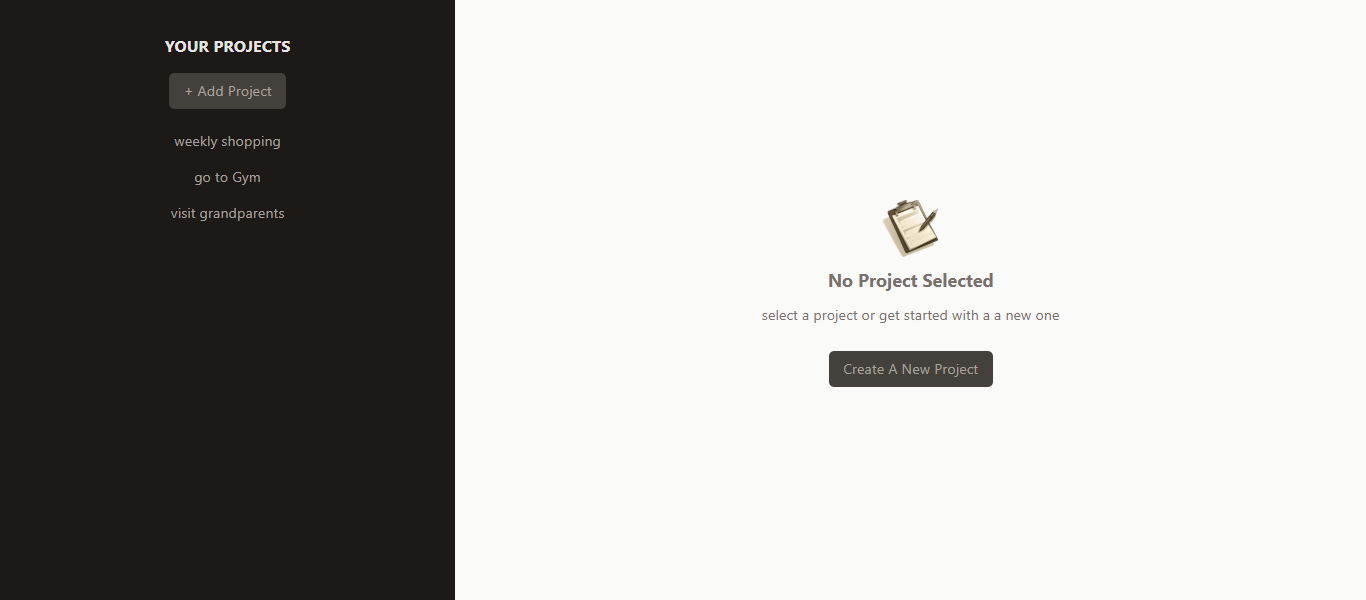 YOUR PROJECTS
+ Add Project
weekly shopping
go to Gym
visit grandparents
No Project Selected
select a project or get started with a a new one
Create A New Project